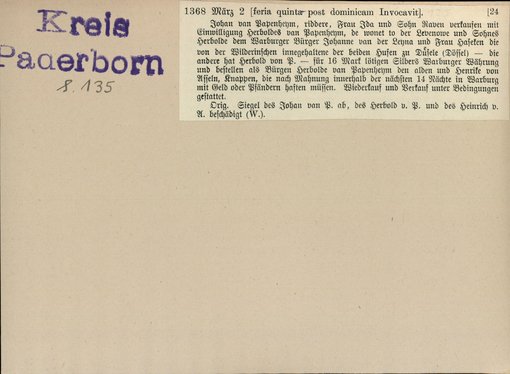 Kreis
Paderborn
S. 135
1368 März 2 [feria quinta post dominicam Invocavit]. [24
Johan van Papenheym, riddere, Frau Ida und Sohn Raven verkaufen mit
Einwilligung Herboldes van Papenheym, de wonet to der Levenowe und Sohnes
Herbolde dem Warburger Bürger Johanne van der Leyna und Frau Haseken die
von der Wilderinschen innegehaltene der beiden Hufen zu Dusele (Dössel) — die
andere hat Herbold von P. — für 16 Mark lötigen Silbers Warburger Währung
und bestellen als Bürgen Herbolde van Papenheym den alden und Henrike von
Asseln, Knappen, die nach Mahnung innerhalb der nächsten 14 Nächte in Warburg
mit Geld oder Pfändern haften müssen. Wiederkauf und Verkauf unter Bedingungen
gestattet.
Orig. Siegel des Johan van P. ab, des Herbold v. P. und des Heinrich v.
A. beschädigt (W.).